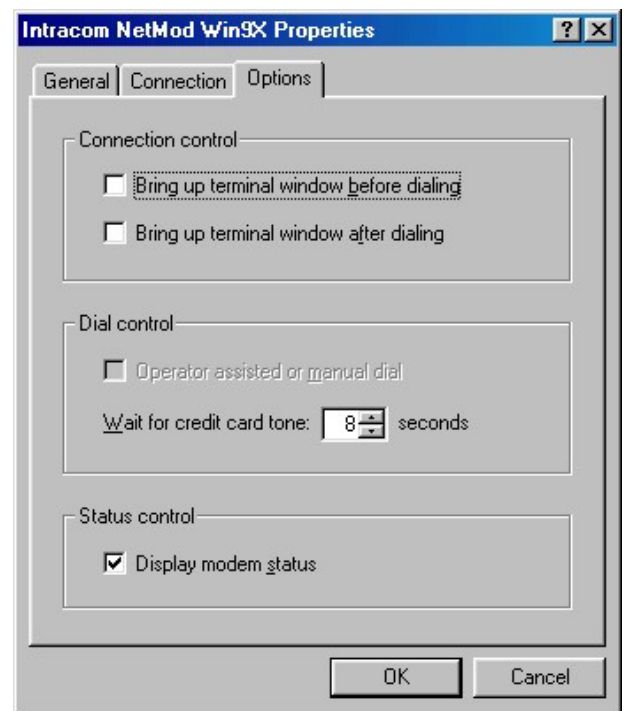 Intracom NetMod Win9X Properties
General Connection Options
Connection control
Bring up terminal window before dialing
Bring up terminal window after dialing
Dial control
Operator assisted or manual dial
Wait for credit card tone: 8 seconds
Status control
Display modem status
OK Cancel